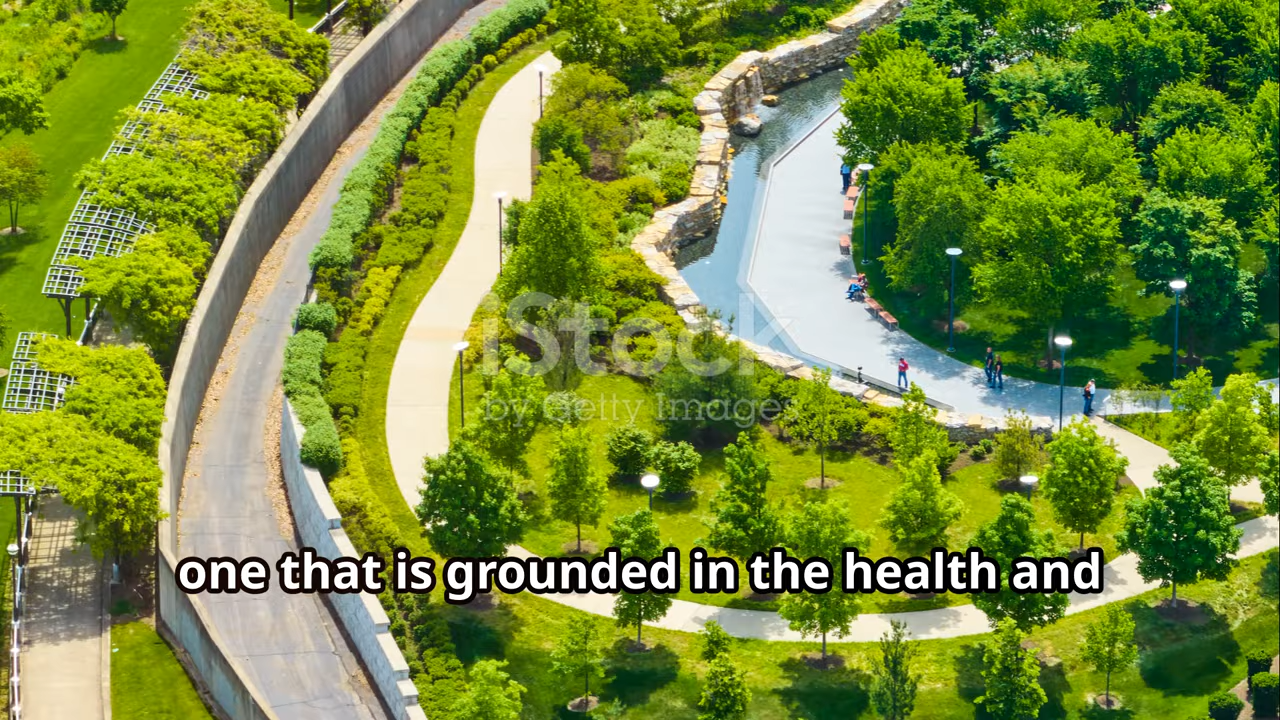 iStock
by Getty Images
one that is grounded in the health and